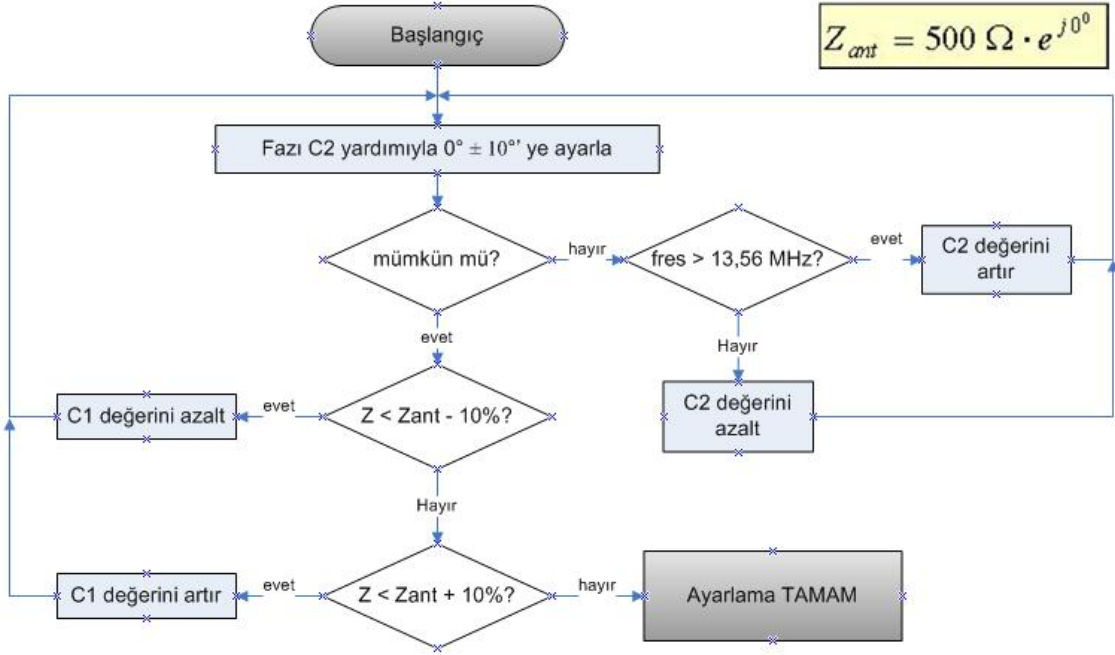 Başlangıç
Z_ant = 500 Ω · e^{j0^0}
Fazı C2 yardımıyla 0° ± 10°' ye ayarla
mümkün mü?
hayır
fres > 13,56 MHz?
evet
C2 değerini
artır
evet
Hayır
C1 değerini azalt
evet
Z < Zant - 10%?
C2 değerini
azalt
Hayır
C1 değerini artır
evet
Z < Zant + 10%?
hayır
Ayarlama TAMAM